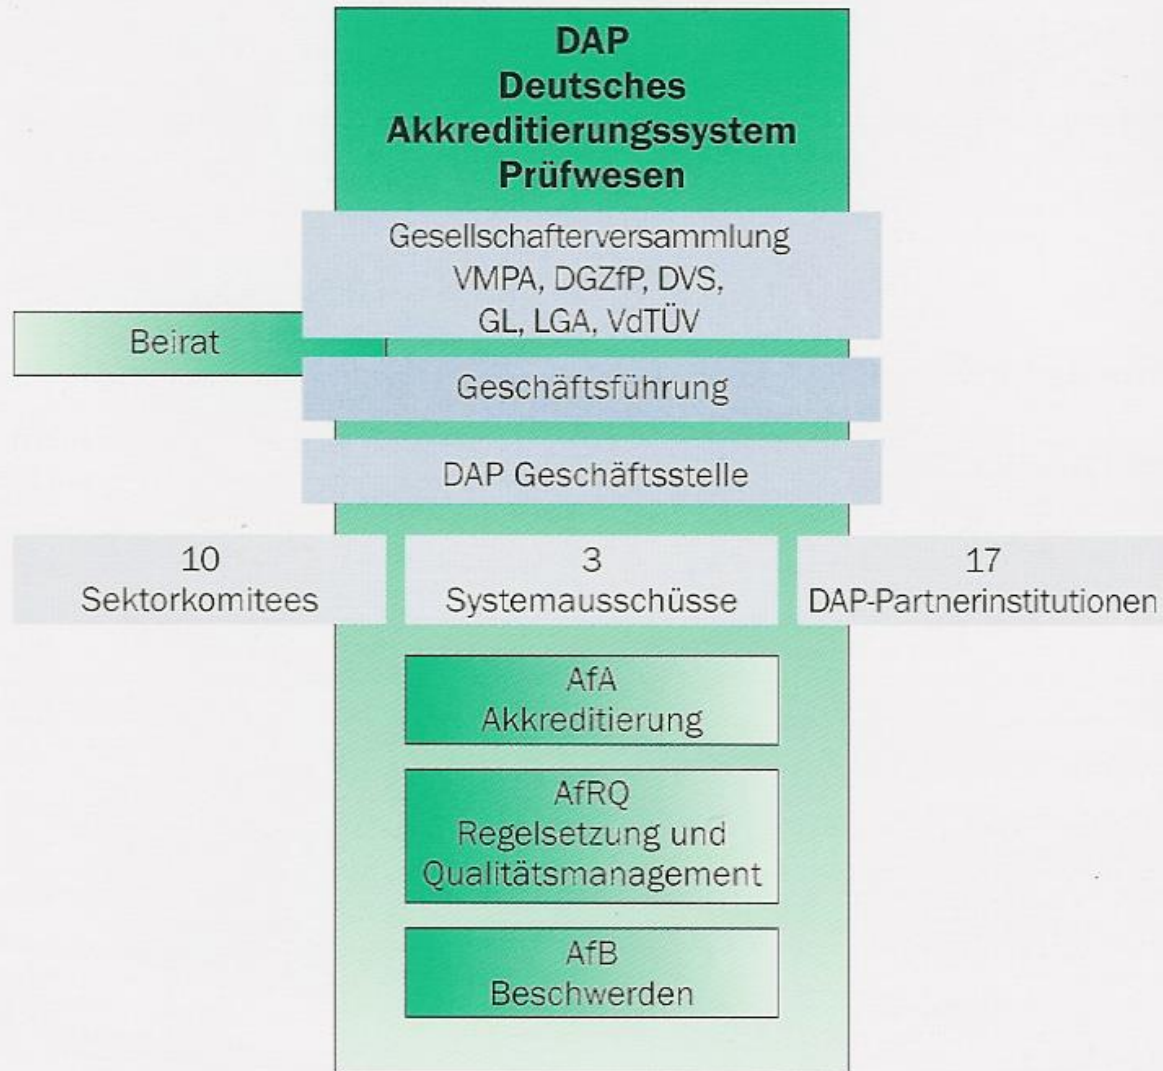 DAP
Deutsches
Akkreditierungssystem
Prüfwesen
Gesellschafterversammlung
VMPA, DGZfP, DVS,
GL, LGA, VdTÜV
Beirat
Geschäftsführung
DAP Geschäftsstelle
10
Sektorkomitees
3
Systemausschüsse
17
DAP-Partnerinstitutionen
AfA
Akkreditierung
AfRQ
Regelsetzung und
Qualitätsmanagement
AfB
Beschwerden